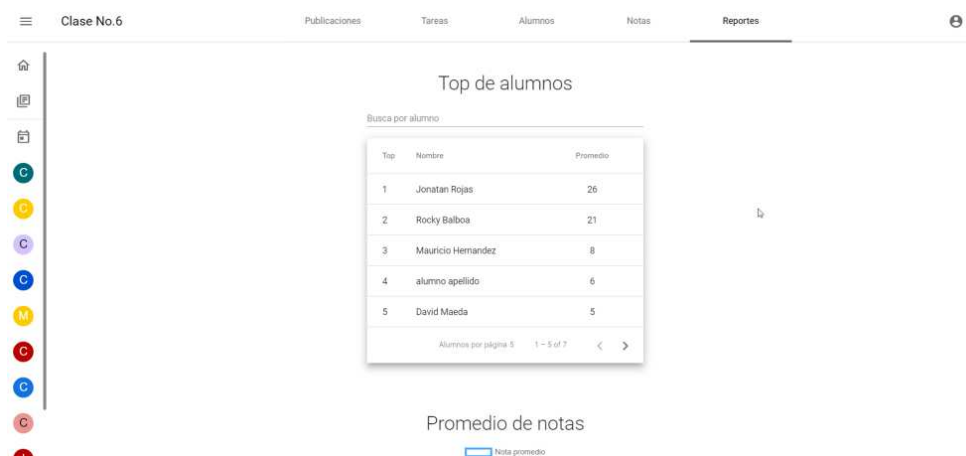 Clase No.6
Publicaciones Tareas Alumnos Notas Reportes
Top de alumnos
Busca por alumno
Top Nombre Promedio
1 Jonatan Rojas 26
2 Rocky Balboa 21
3 Mauricio Hernandez 8
4 alumno apellido 6
5 David Maeda 5
Alumnos por página 5 1 – 5 of 7
C
C
C
C
M
C
C
C
Promedio de notas
Nota promedio